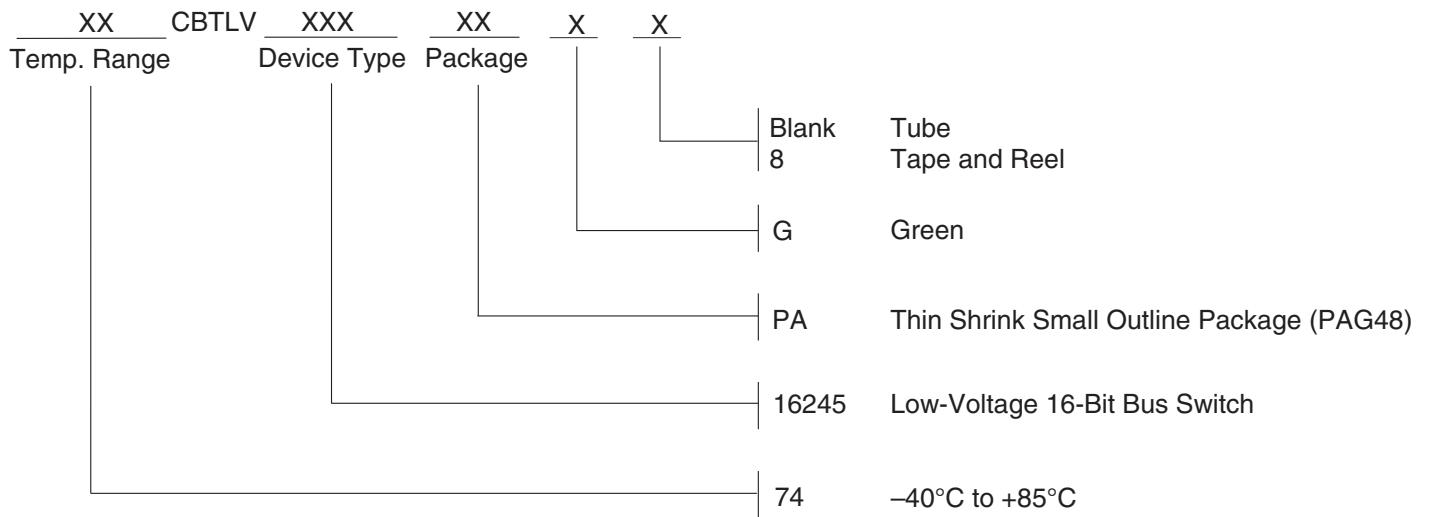 XX CBTLV XXX XX X X
Temp. Range Device Type Package
Blank Tube
8 Tape and Reel
G Green
PA Thin Shrink Small Outline Package (PAG48)
16245 Low-Voltage 16-Bit Bus Switch
74 –40°C to +85°C